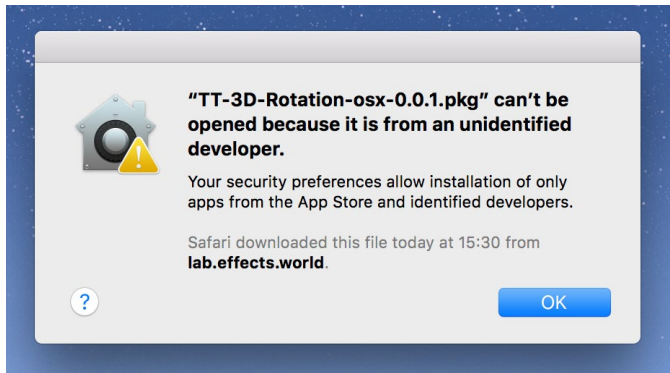 “TT-3D-Rotation-osx-0.0.1.pkg” can’t be
opened because it is from an unidentified
developer.
Your security preferences allow installation of only
apps from the App Store and identified developers.
Safari downloaded this file today at 15:30 from
lab.effects.world.
?
OK